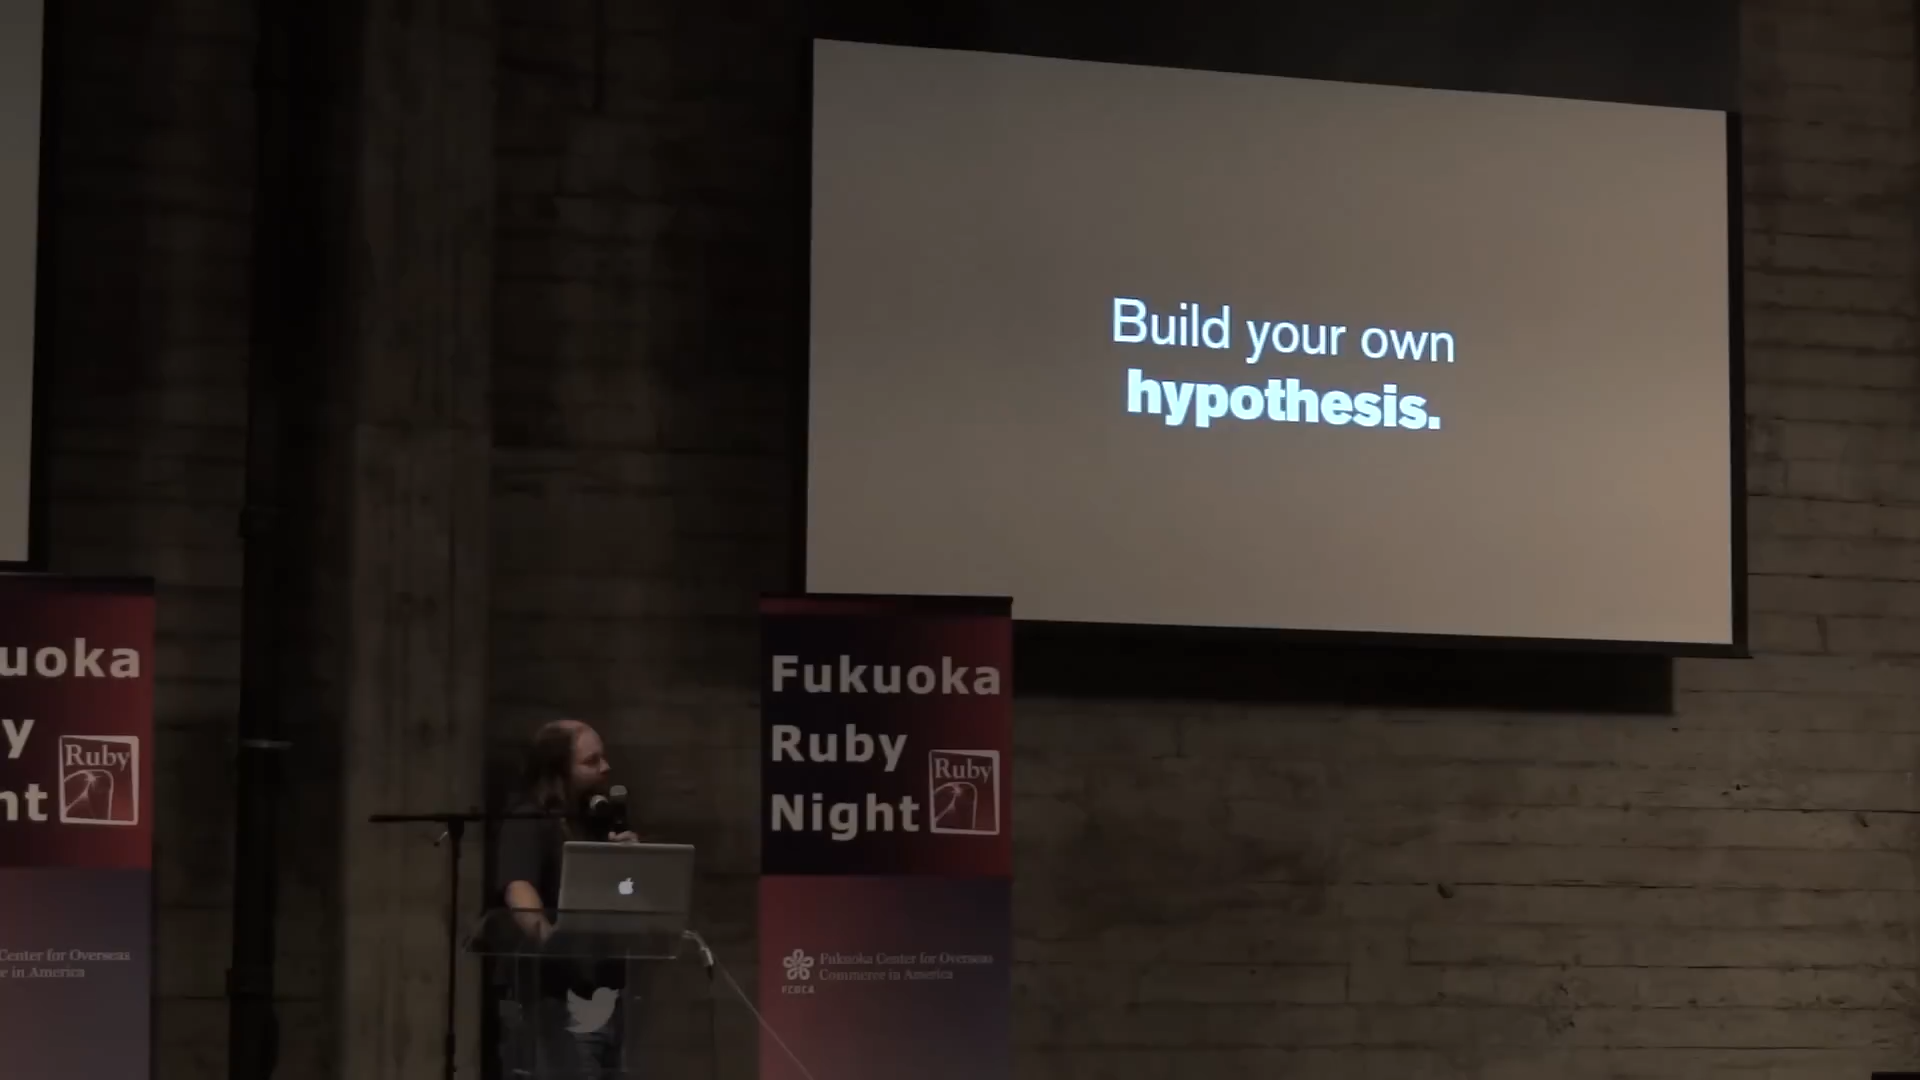 Build your own
hypothesis.
uoka
y
ht
Ruby
Center for Overseas
e in America
Fukuoka
Ruby
Night
Ruby
Fukuoka Center for Overseas
Commerce in America
FCOCA